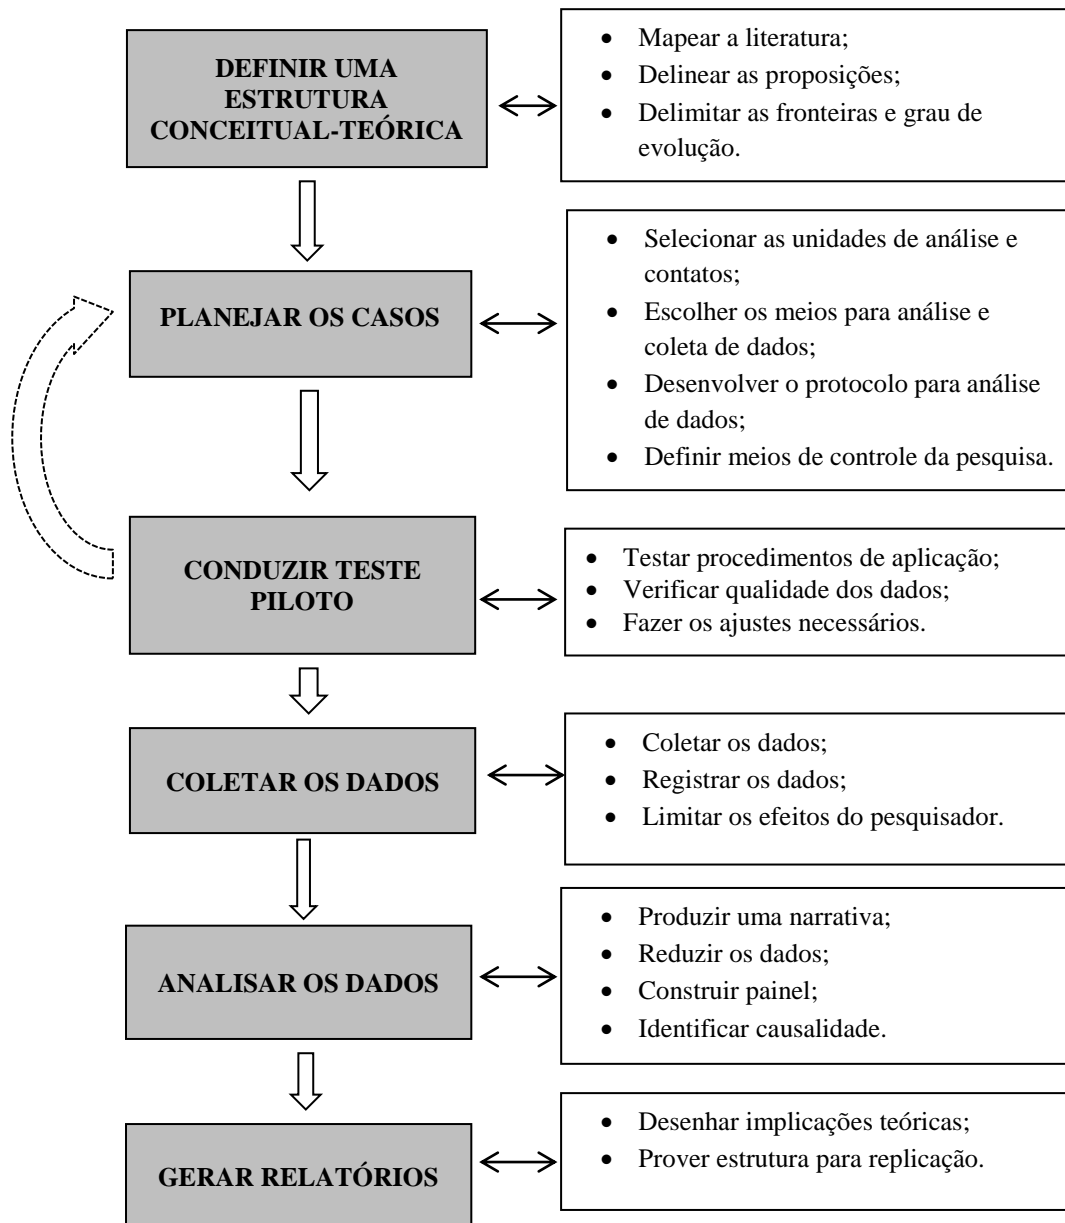 DEFINIR UMA
ESTRUTURA
CONCEITUAL-TEÓRICA
• Mapear a literatura;
• Delinear as proposições;
• Delimitar as fronteiras e grau de
evolução.
PLANEJAR OS CASOS
• Selecionar as unidades de análise e
contatos;
• Escolher os meios para análise e
coleta de dados;
• Desenvolver o protocolo para análise
de dados;
• Definir meios de controle da pesquisa.
CONDUZIR TESTE
PILOTO
• Testar procedimentos de aplicação;
• Verificar qualidade dos dados;
• Fazer os ajustes necessários.
COLETAR OS DADOS
• Coletar os dados;
• Registrar os dados;
• Limitar os efeitos do pesquisador.
ANALISAR OS DADOS
• Produzir uma narrativa;
• Reduzir os dados;
• Construir painel;
• Identificar causalidade.
GERAR RELATÓRIOS
• Desenhar implicações teóricas;
• Prover estrutura para replicação.